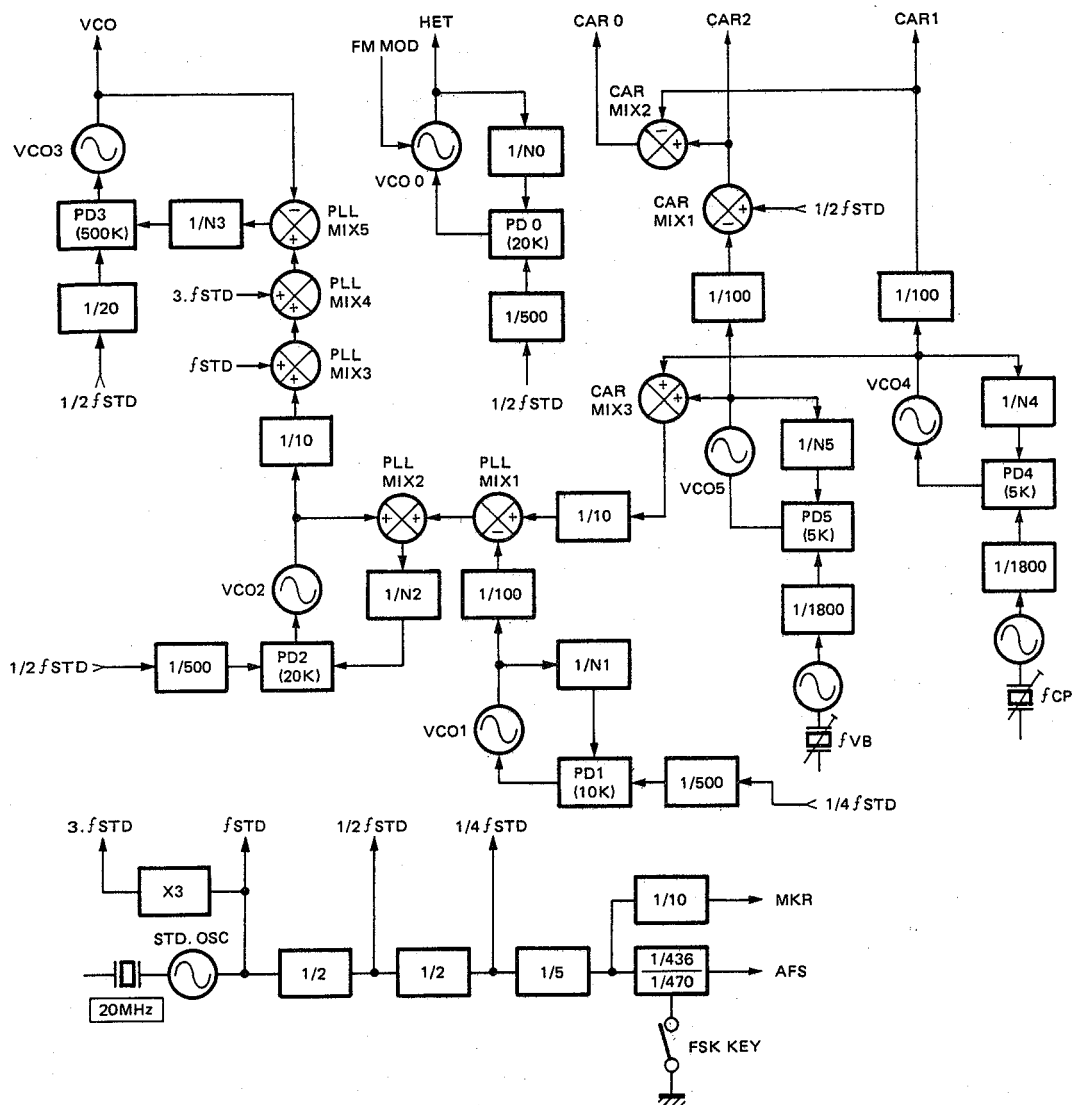 VCO
HET
CAR 0
CAR2
CAR1
FM MOD
CAR
MIX2
− +
VCO3
VCO 0
1/N0
PD3
(500K)
1/N3
− +
PLL
MIX5
PD 0
(20K)
CAR
MIX1
+ −
1/2 fSTD
1/20
3.fSTD
+ +
PLL
MIX4
1/500
1/100
1/100
fSTD
+ +
PLL
MIX3
1/2 fSTD
1/2 fSTD
CAR
MIX3
+ +
VCO4
1/N4
1/10
PLL
MIX2
PLL
MIX1
VCO5
1/N5
PD4
(5K)
+ +
+ −
1/10
PD5
(5K)
VCO2
1/N2
1/100
1/1800
1/1800
1/2 fSTD
1/500
PD2
(20K)
1/N1
fCP
VCO1
fVB
PD1
(10K)
1/500
1/4 fSTD
3.fSTD
fSTD
1/2 fSTD
1/4 fSTD
X3
1/10
MKR
STD. OSC
1/2
1/2
1/5
1/436
1/470
AFS
20MHz
FSK KEY